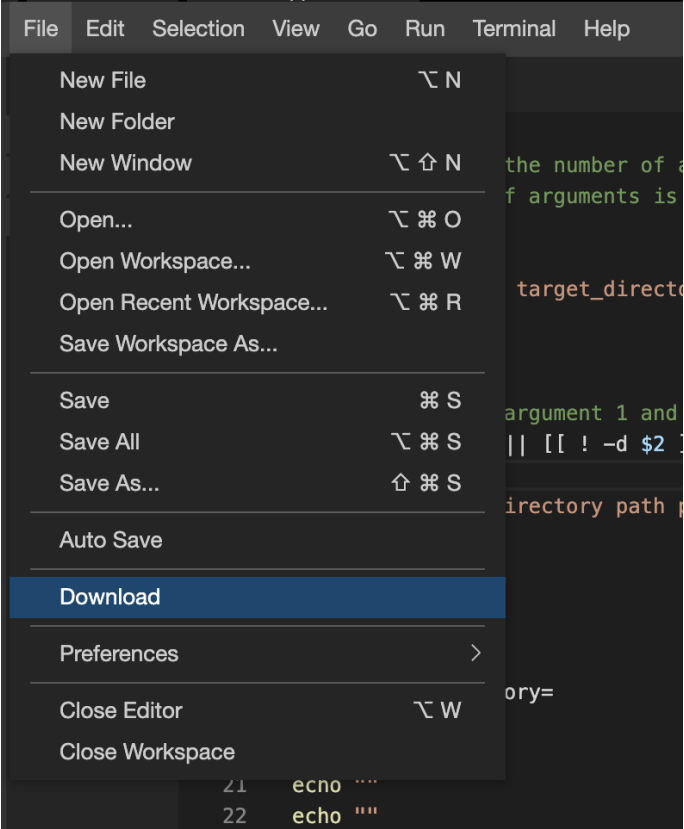 File Edit Selection View Go Run Terminal Help
New File ⌥ N
New Folder
New Window ⌥ ⇧ N
the number of
f arguments is
Open... ⌥ ⌘ O
Open Workspace... ⌥ ⌘ W
target_directo
Open Recent Workspace... ⌥ ⌘ R
Save Workspace As...
Save ⌘ S
argument 1 and
Save All ⌥ ⌘ S
|| [[ ! -d $2 ]
Save As... ⇧ ⌘ S
irectory path
Auto Save
Download
Preferences >
ory=
Close Editor ⌥ W
Close Workspace
21 echo ""
22 echo ""